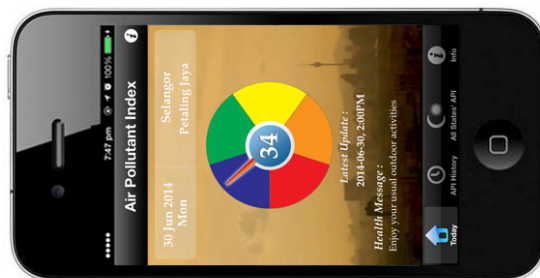 7:47 pm 100%
Air Pollutant Index
30 Jun 2014 Selangor
Mon Petaling Jaya
34
Latest Update :
2014-06-30, 2:00PM
Health Message :
Enjoy your usual outdoor activities
Today API History All States' API Info